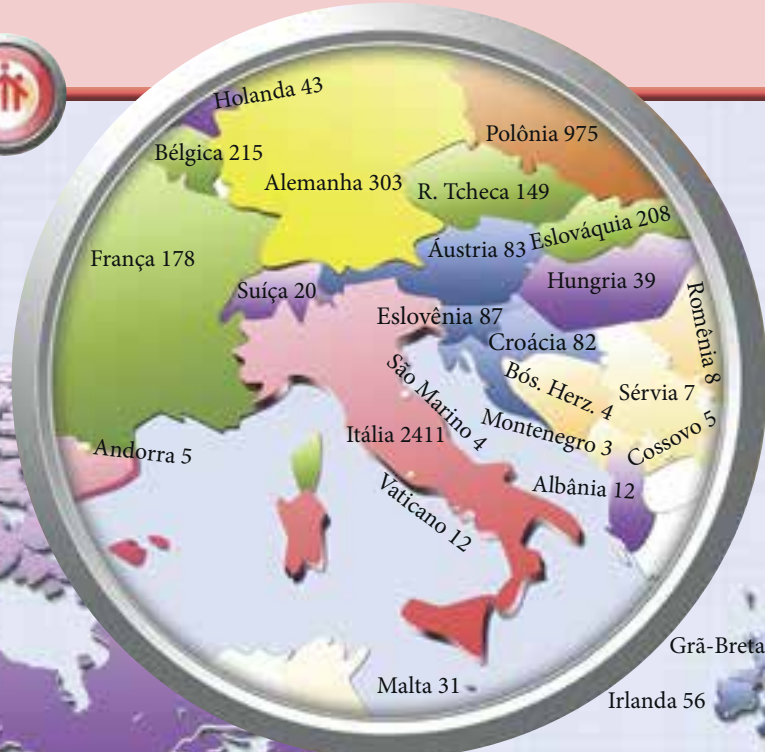 Holanda 43
Polônia 975
Bélgica 215
Alemanha 303
R. Tcheca 149
Eslováquia 208
Áustria 83
França 178
Hungria 39
Suíça 20
Romênia 8
Eslovênia 87
Croácia 82
São Marino 4
Bós. Herz. 4
Sérvia 7
Itália 2411
Montenegro 3
Cossovo 5
Andorra 5
Vaticano 12
Albânia 12
Grã-Breta
Malta 31
Irlanda 56